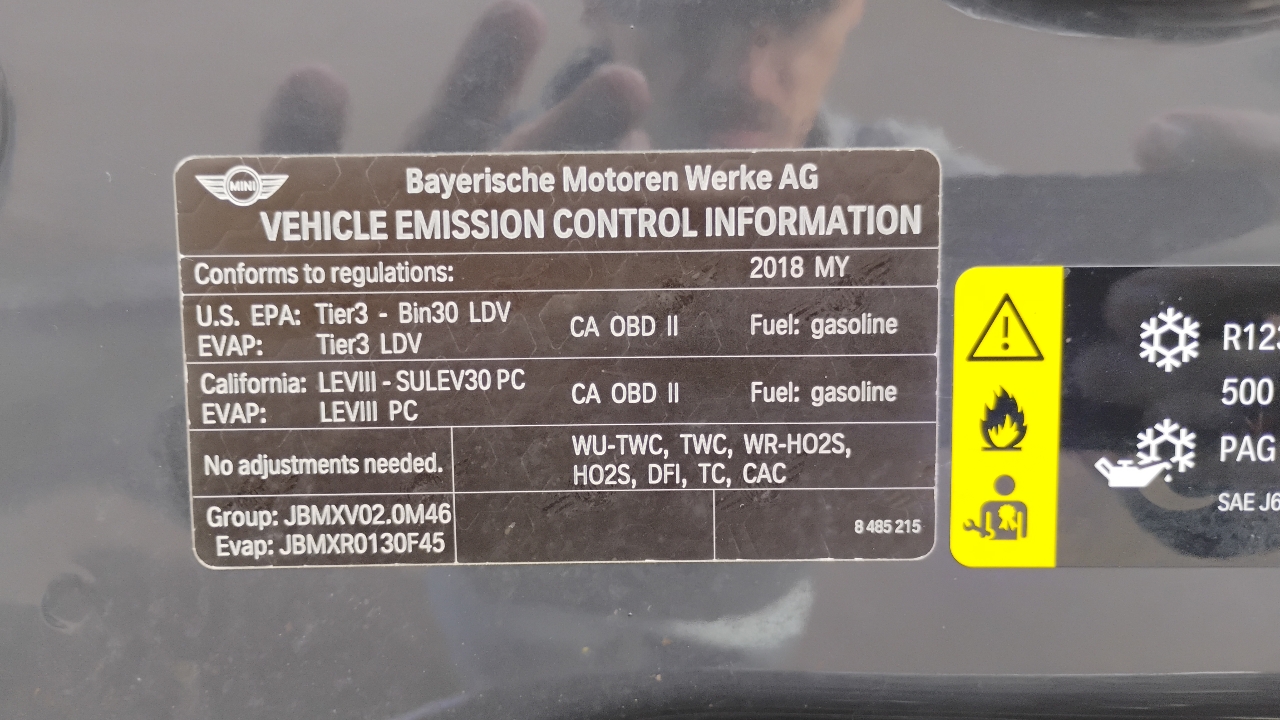 MINI
Bayerische Motoren Werke AG
VEHICLE EMISSION CONTROL INFORMATION
Conforms to regulations: 2018 MY
U.S. EPA: Tier3 - Bin30 LDV
EVAP: Tier3 LDV
CA OBD II Fuel: gasoline
California: LEVIII - SULEV30 PC
EVAP: LEVIII PC
CA OBD II Fuel: gasoline
No adjustments needed.
WU-TWC, TWC, WR-HO2S,
HO2S, DFI, TC, CAC
Group: JBMXV02.0M46
Evap: JBMXR0130F45
8 485 215
R123
500
PAG
SAE J6